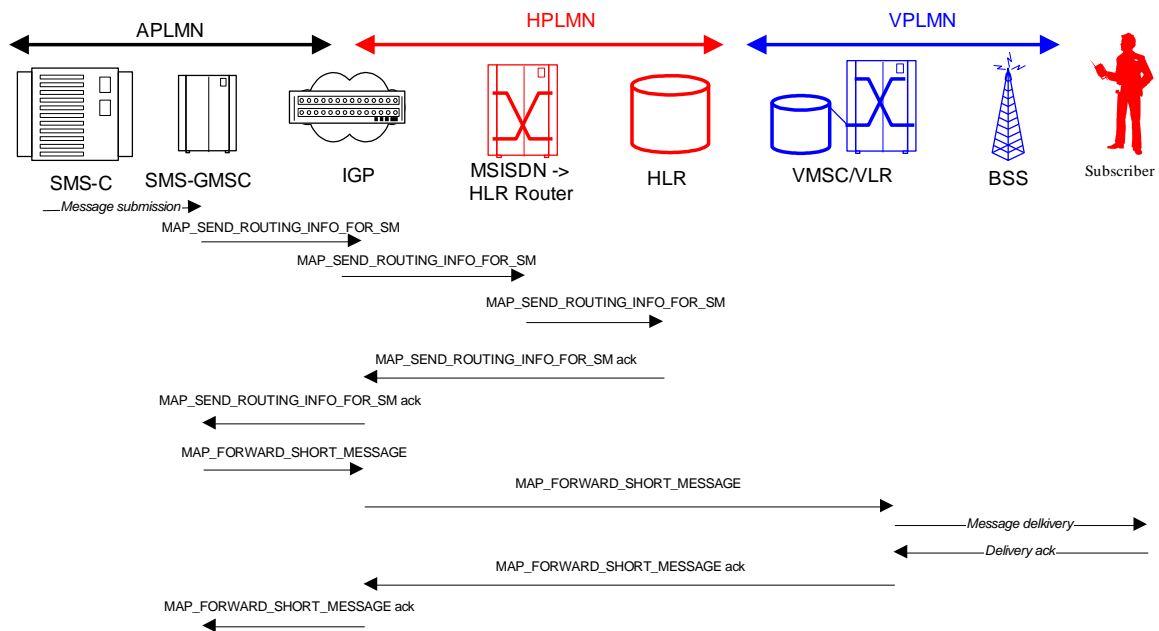 APLMN
HPLMN
VPLMN
SMS-C
SMS-GMSC
IGP
MSISDN ->
HLR Router
HLR
VMSC/VLR
BSS
Subscriber
Message submission
MAP_SEND_ROUTING_INFO_FOR_SM
MAP_SEND_ROUTING_INFO_FOR_SM
MAP_SEND_ROUTING_INFO_FOR_SM
MAP_SEND_ROUTING_INFO_FOR_SM ack
MAP_SEND_ROUTING_INFO_FOR_SM ack
MAP_FORWARD_SHORT_MESSAGE
MAP_FORWARD_SHORT_MESSAGE
Message delkivery
Delivery ack
MAP_FORWARD_SHORT_MESSAGE ack
MAP_FORWARD_SHORT_MESSAGE ack